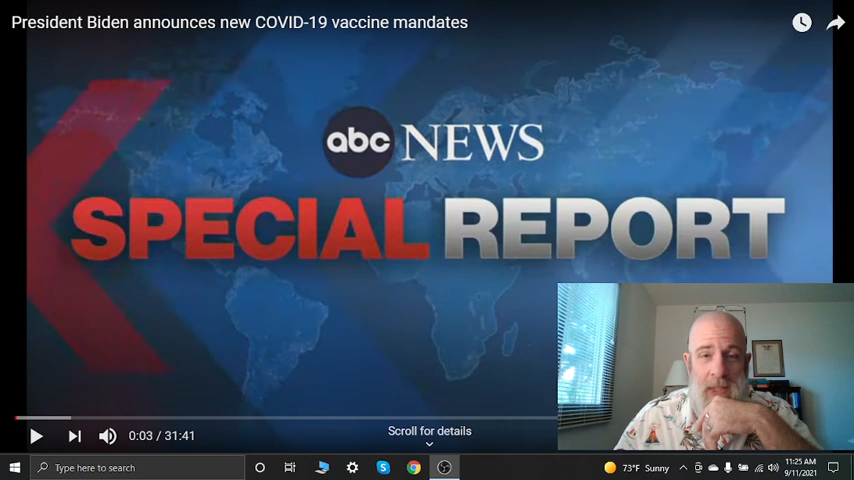 President Biden announces new COVID-19 vaccine mandates
abc NEWS
SPECIAL REPORT
Scroll for details
0:03 / 31:41
Type here to search
73°F Sunny
11:25 AM
9/11/2021